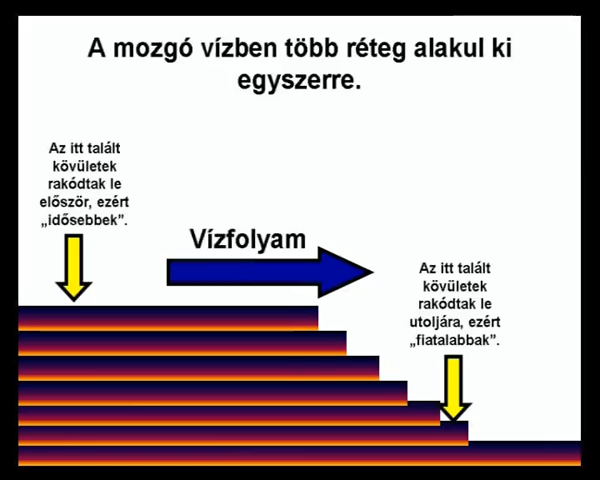 A mozgó vízben több réteg alakul ki
egyszerre.
Az itt talált
kövületek
rakódtak le
először, ezért
„idősebbek”.
Vízfolyam
Az itt talált
kövületek
rakódtak le
utoljára, ezért
„fiatalabbak”.